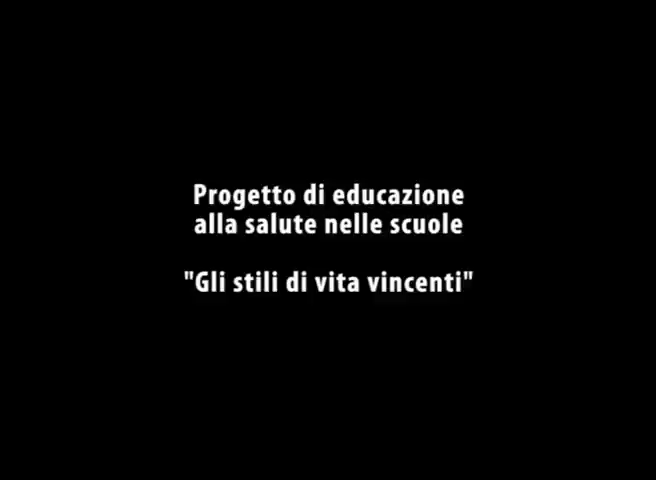 Progetto di educazione
alla salute nelle scuole
"Gli stili di vita vincenti"